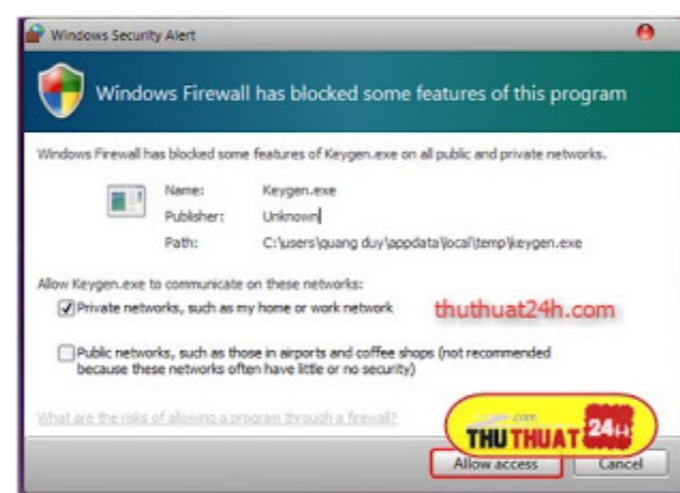 Windows Security Alert
Windows Firewall has blocked some features of this program
Windows Firewall has blocked some features of Keygen.exe on all public and private networks.
Name: Keygen.exe
Publisher: Unknown
Path: C:\users\quang duy\appdata\local\temp\keygen.exe
Allow Keygen.exe to communicate on these networks:
Private networks, such as my home or work network
thuthuat24h.com
Public networks, such as those in airports and coffee shops (not recommended
because these networks often have little or no security)
What are the risks of allowing a program through a firewall?
.com
THUTHUAT 24H
Allow access Cancel